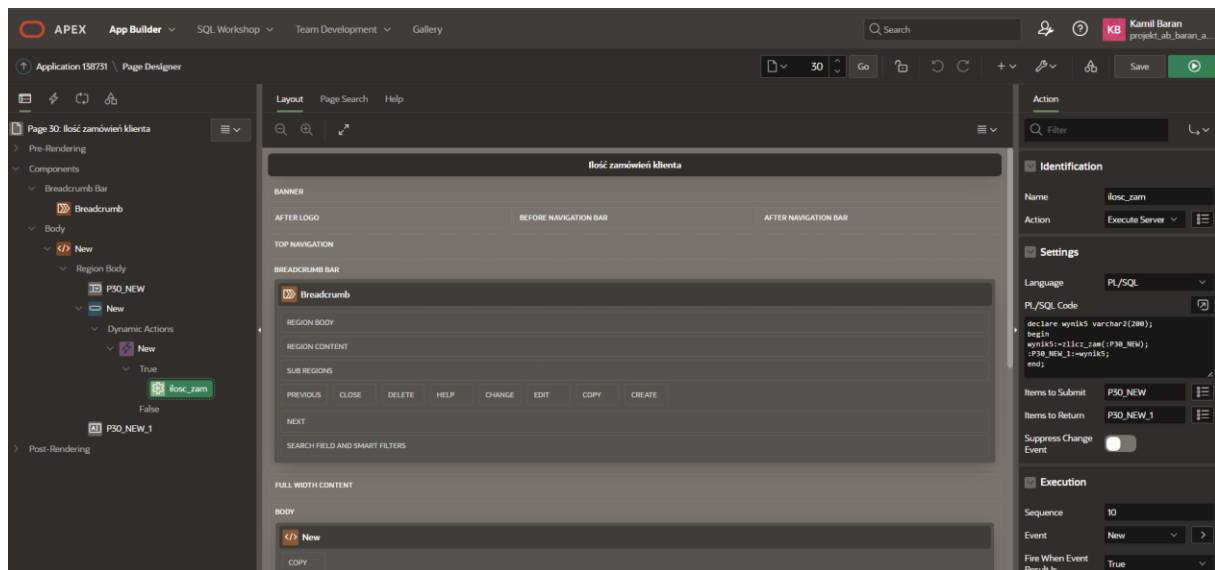 APEX App Builder SQL Workshop Team Development Gallery Search KB Kamil Baran
projekt_ab_baran_a...
Application 138731 \ Page Designer 30 Go Save
Layout Page Search Help Action
Page 30: Ilość zamówień klienta Filter
Pre-Rendering
Components
Breadcrumb Bar
Breadcrumb
Body
New
Region Body
P30_NEW
New
Dynamic Actions
New
True
ilosc_zam
False
P30_NEW_1
Post-Rendering
Ilość zamówień klienta
BANNER
AFTER LOGO BEFORE NAVIGATION BAR AFTER NAVIGATION BAR
TOP NAVIGATION
BREADCRUMB BAR
Breadcrumb
REGION BODY
REGION CONTENT
SUB REGIONS
PREVIOUS CLOSE DELETE HELP CHANGE EDIT COPY CREATE
NEXT
SEARCH FIELD AND SMART FILTERS
FULL WIDTH CONTENT
BODY
New
COPY
Identification
Name ilosc_zam
Action Execute Server
Settings
Language PL/SQL
PL/SQL Code
declare wynik5 varchar2(200);
begin
wynik5:=zlicz_zam(:P30_NEW);
:P30_NEW_1:=wynik5;
end;
Items to Submit P30_NEW
Items to Return P30_NEW_1
Suppress Change
Event
Execution
Sequence 10
Event New
Fire When Event
Result Is True